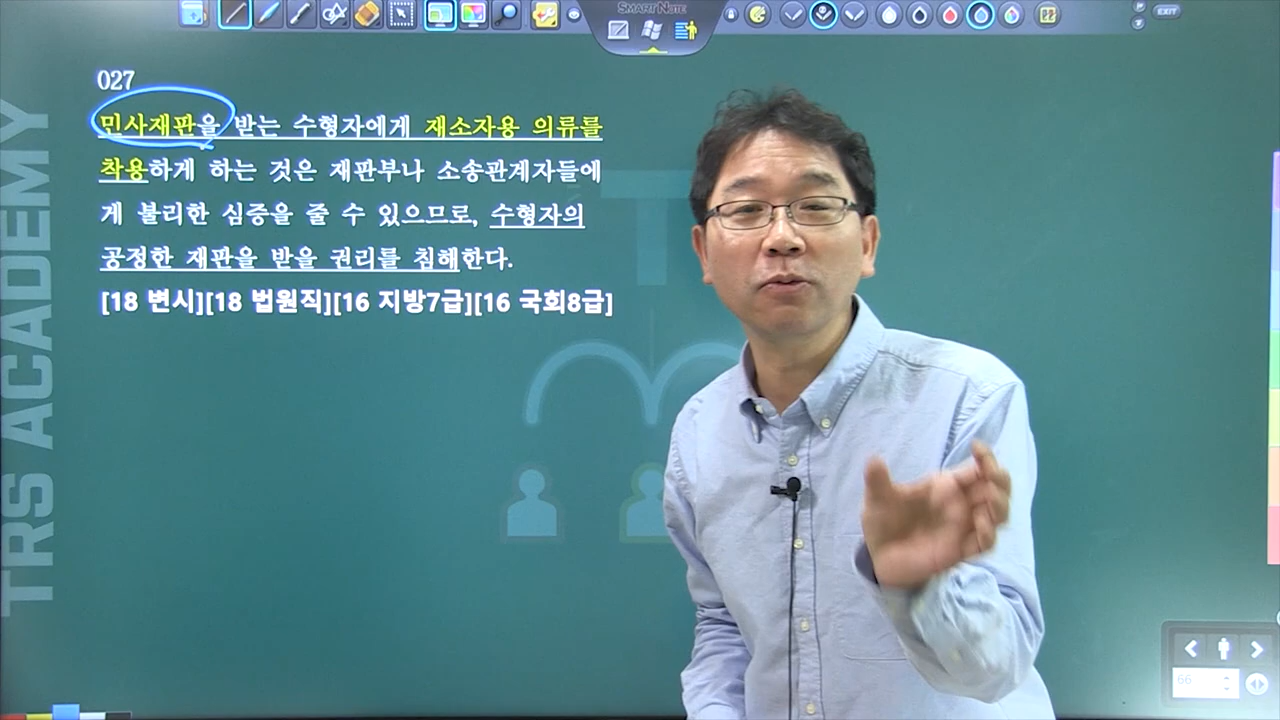 SMART NOTE
EXIT
027
민사재판을 받는 수형자에게 재소자용 의류를
착용하게 하는 것은 재판부나 소송관계자들에
게 불리한 심증을 줄 수 있으므로, 수형자의
공정한 재판을 받을 권리를 침해한다.
[18 변시][18 법원직][16 지방7급][16 국회8급]
TRS ACADEMY
66